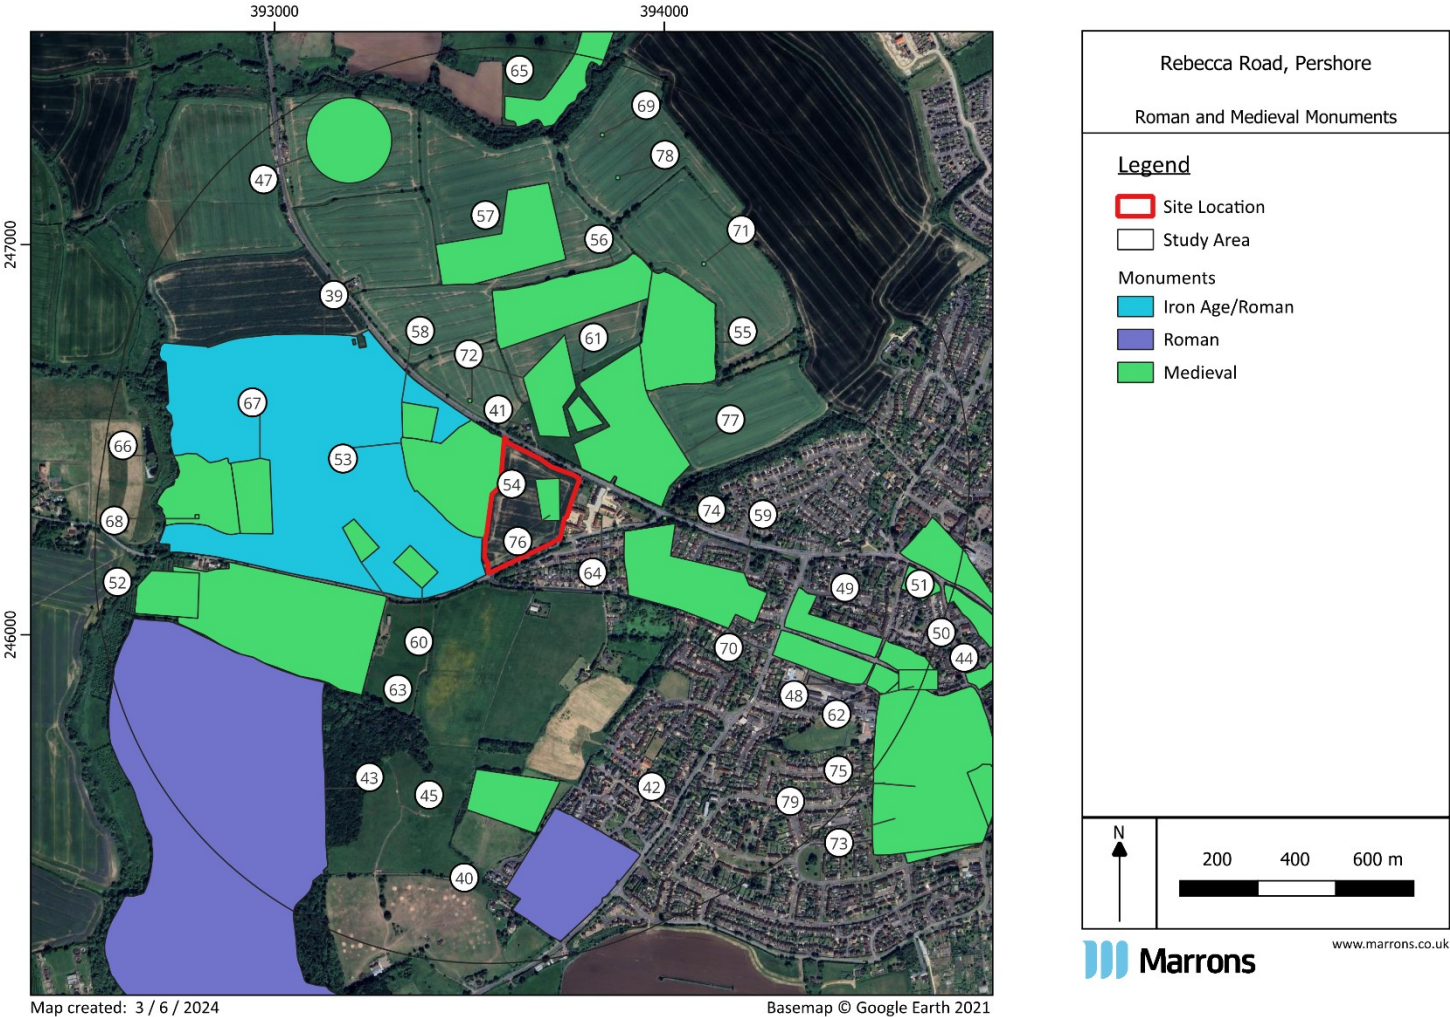 393000
394000
247000
246000
65
69
78
47
57
56
71
39
58
61
55
72
41
67
77
66
53
54
74
59
68
76
52
64
49
51
60
70
50
44
63
48
62
43
45
42
75
79
73
40
Map created: 3 / 6 / 2024
Basemap © Google Earth 2021
Rebecca Road, Pershore
Roman and Medieval Monuments
Legend
Site Location
Study Area
Monuments
Iron Age/Roman
Roman
Medieval
N
200 400 600 m
Marrons
www.marrons.co.uk